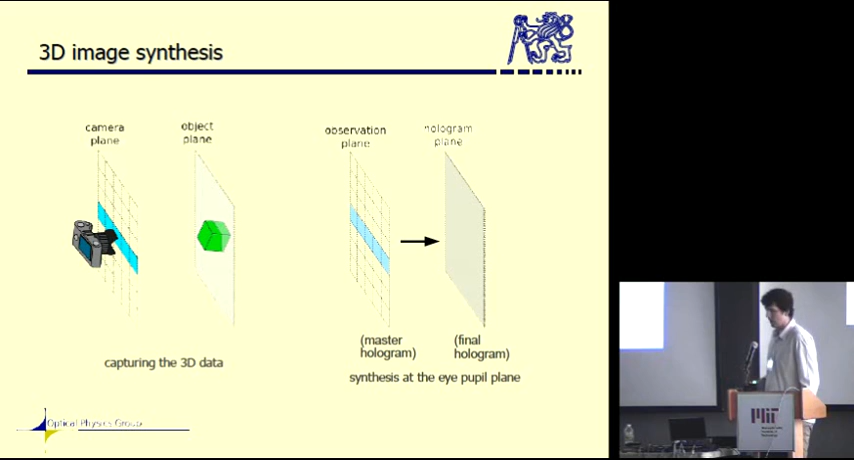 3D image synthesis
camera
plane
object
plane
observation
plane
hologram
plane
(master
hologram)
(final
hologram)
capturing the 3D data
synthesis at the eye pupil plane
Optical Physics Group
MIT